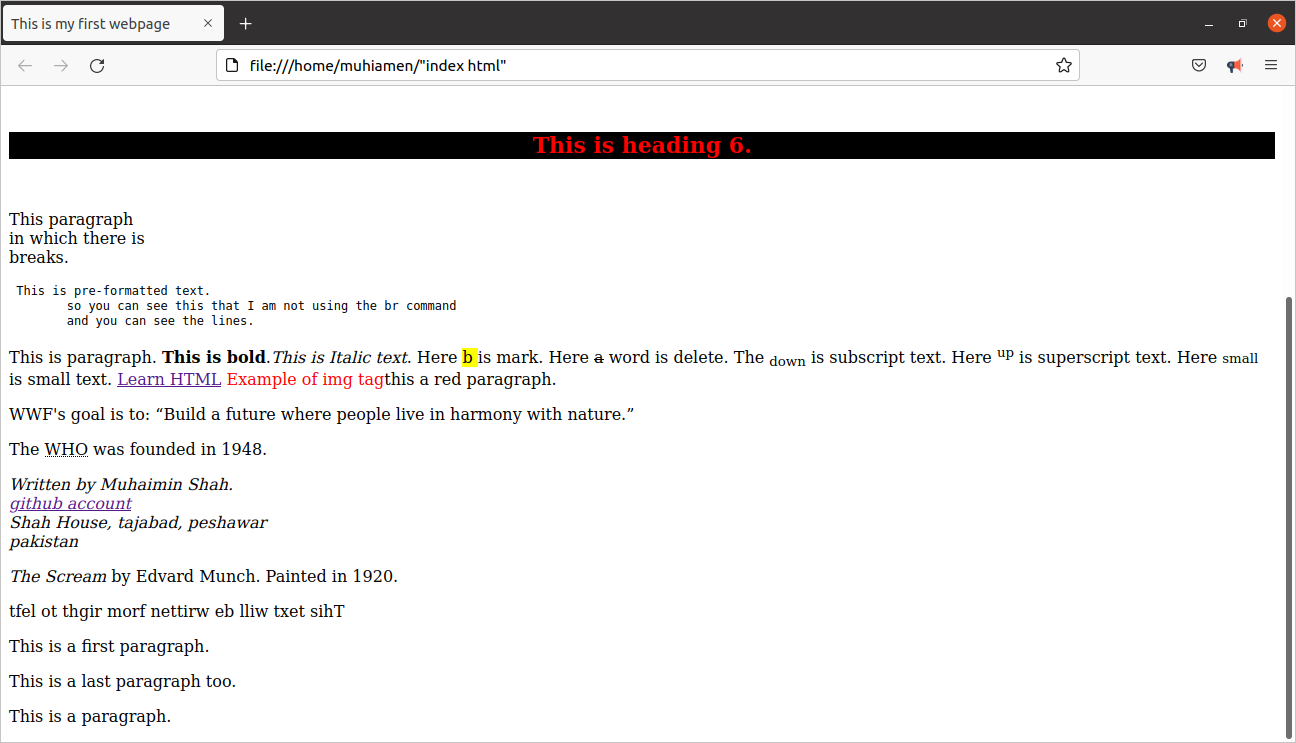 This is my first webpage
file:///home/muhiamen/"index html"
This is heading 6.
This paragraph
in which there is
breaks.
This is pre-formatted text.
so you can see this that I am not using the br command
and you can see the lines.
This is paragraph. This is bold.This is Italic text. Here b is mark. Here a word is delete. The down is subscript text. Here up is superscript text. Here small
is small text. Learn HTML Example of img tagthis a red paragraph.
WWF's goal is to: “Build a future where people live in harmony with nature.”
The WHO was founded in 1948.
Written by Muhaimin Shah.
github account
Shah House, tajabad, peshawar
pakistan
The Scream by Edvard Munch. Painted in 1920.
tfel ot thgir morf nettirw eb lliw txet sihT
This is a first paragraph.
This is a last paragraph too.
This is a paragraph.